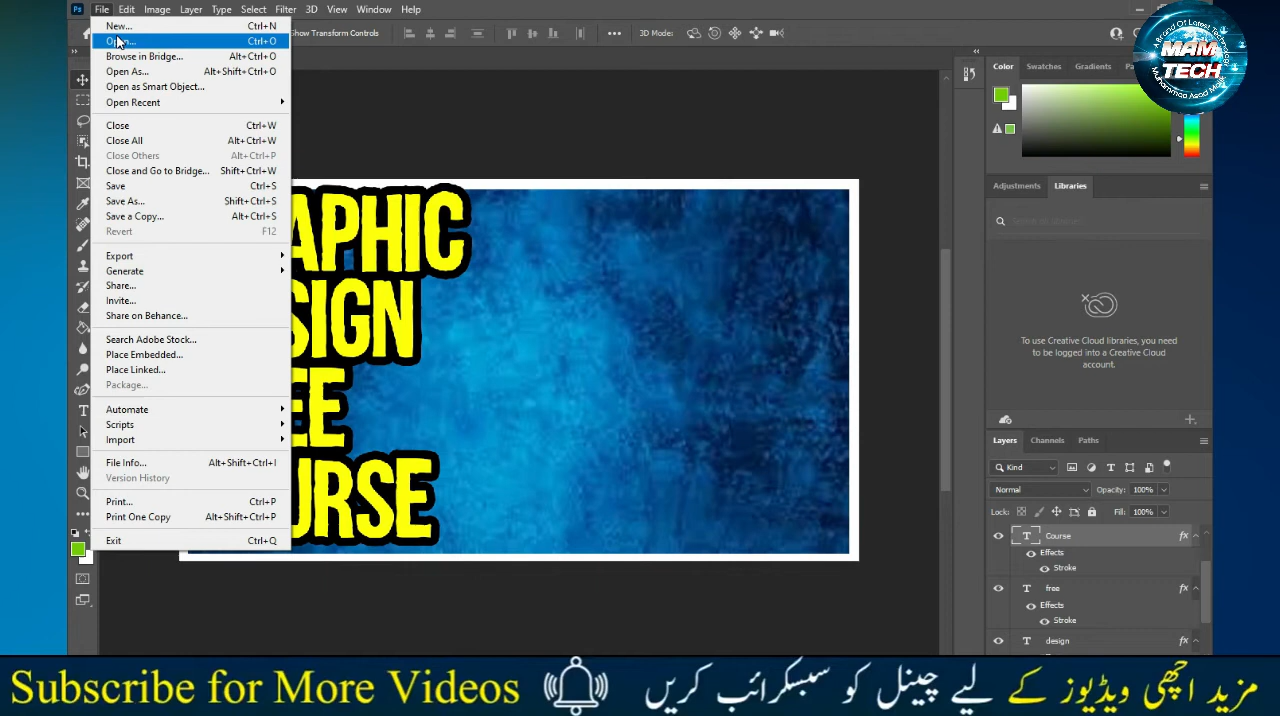 Ps File Edit Image Layer Type Select Filter 3D View Window Help
Show Transform Controls
3D Mode:
New... Ctrl+N
Open... Ctrl+O
Browse in Bridge... Alt+Ctrl+O
Open As... Alt+Shift+Ctrl+O
Open as Smart Object...
Open Recent
Close Ctrl+W
Close All Alt+Ctrl+W
Close Others Alt+Ctrl+P
Close and Go to Bridge... Shift+Ctrl+W
Save Ctrl+S
Save As... Shift+Ctrl+S
Save a Copy... Alt+Ctrl+S
Revert F12
Export
Generate
Share...
Invite...
Share on Behance...
Search Adobe Stock...
Place Embedded...
Place Linked...
Package...
Automate
Scripts
Import
File Info... Alt+Shift+Ctrl+I
Version History
Print... Ctrl+P
Print One Copy Alt+Shift+Ctrl+P
Exit Ctrl+Q
APHIC
SIGN
EE
URSE
A Brand Of Latest Technology
MAM
TECH
Color Swatches Gradients
Adjustments Libraries
To use Creative Cloud libraries, you need
to be logged into a Creative Cloud
account.
Layers Channels Paths
Kind
Normal Opacity: 100%
Lock: Fill: 100%
T Course fx
Effects
Stroke
T free fx
Effects
Stroke
T design fx
Subscribe for More Videos
مزید اچھی ویڈیوز کے لیے چینل کو سبسکرائب کریں